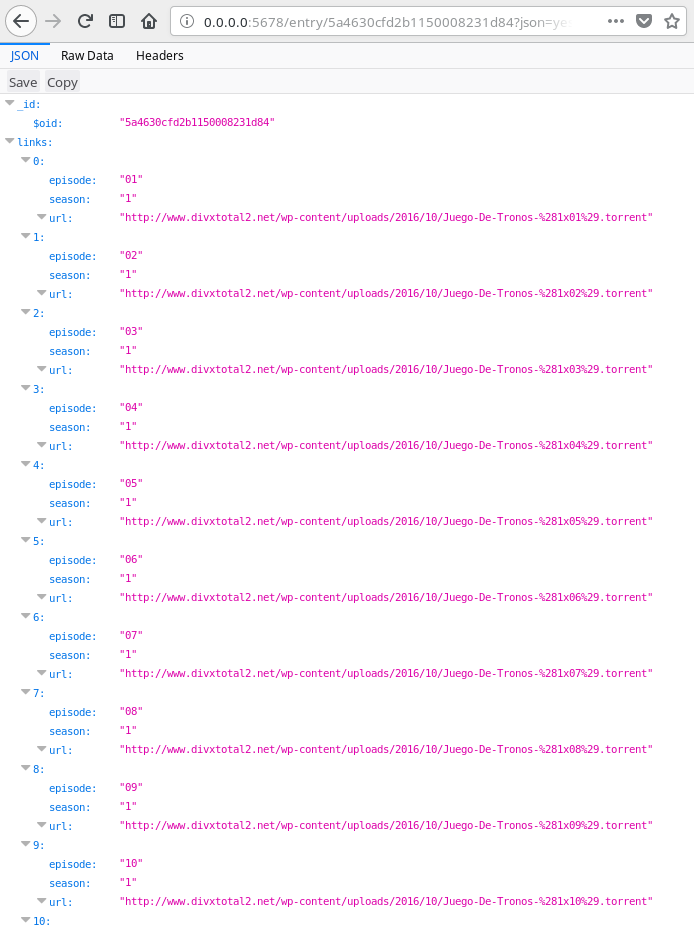 0.0.0.0:5678/entry/5a4630cfd2b1150008231d84?json=yes
JSON Raw Data Headers
Save Copy
_id:
$oid: "5a4630cfd2b1150008231d84"
links:
0:
episode: "01"
season: "1"
url: "http://www.divxtotal2.net/wp-content/uploads/2016/10/Juego-De-Tronos-%281x01%29.torrent"
1:
episode: "02"
season: "1"
url: "http://www.divxtotal2.net/wp-content/uploads/2016/10/Juego-De-Tronos-%281x02%29.torrent"
2:
episode: "03"
season: "1"
url: "http://www.divxtotal2.net/wp-content/uploads/2016/10/Juego-De-Tronos-%281x03%29.torrent"
3:
episode: "04"
season: "1"
url: "http://www.divxtotal2.net/wp-content/uploads/2016/10/Juego-De-Tronos-%281x04%29.torrent"
4:
episode: "05"
season: "1"
url: "http://www.divxtotal2.net/wp-content/uploads/2016/10/Juego-De-Tronos-%281x05%29.torrent"
5:
episode: "06"
season: "1"
url: "http://www.divxtotal2.net/wp-content/uploads/2016/10/Juego-De-Tronos-%281x06%29.torrent"
6:
episode: "07"
season: "1"
url: "http://www.divxtotal2.net/wp-content/uploads/2016/10/Juego-De-Tronos-%281x07%29.torrent"
7:
episode: "08"
season: "1"
url: "http://www.divxtotal2.net/wp-content/uploads/2016/10/Juego-De-Tronos-%281x08%29.torrent"
8:
episode: "09"
season: "1"
url: "http://www.divxtotal2.net/wp-content/uploads/2016/10/Juego-De-Tronos-%281x09%29.torrent"
9:
episode: "10"
season: "1"
url: "http://www.divxtotal2.net/wp-content/uploads/2016/10/Juego-De-Tronos-%281x10%29.torrent"
10: